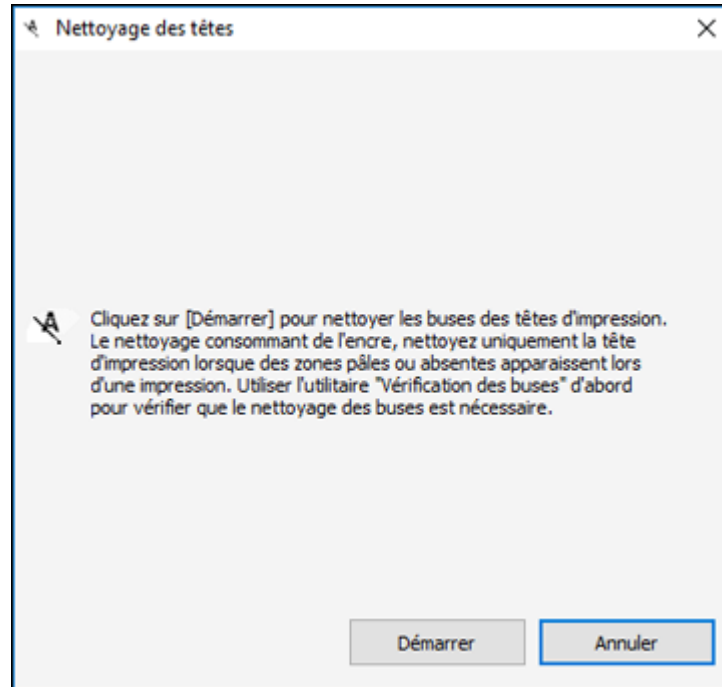 Nettoyage des têtes
Cliquez sur [Démarrer] pour nettoyer les buses des têtes d'impression.
Le nettoyage consommant de l'encre, nettoyez uniquement la tête
d'impression lorsque des zones pâles ou absentes apparaissent lors
d'une impression. Utiliser l'utilitaire "Vérification des buses" d'abord
pour vérifier que le nettoyage des buses est nécessaire.
Démarrer
Annuler